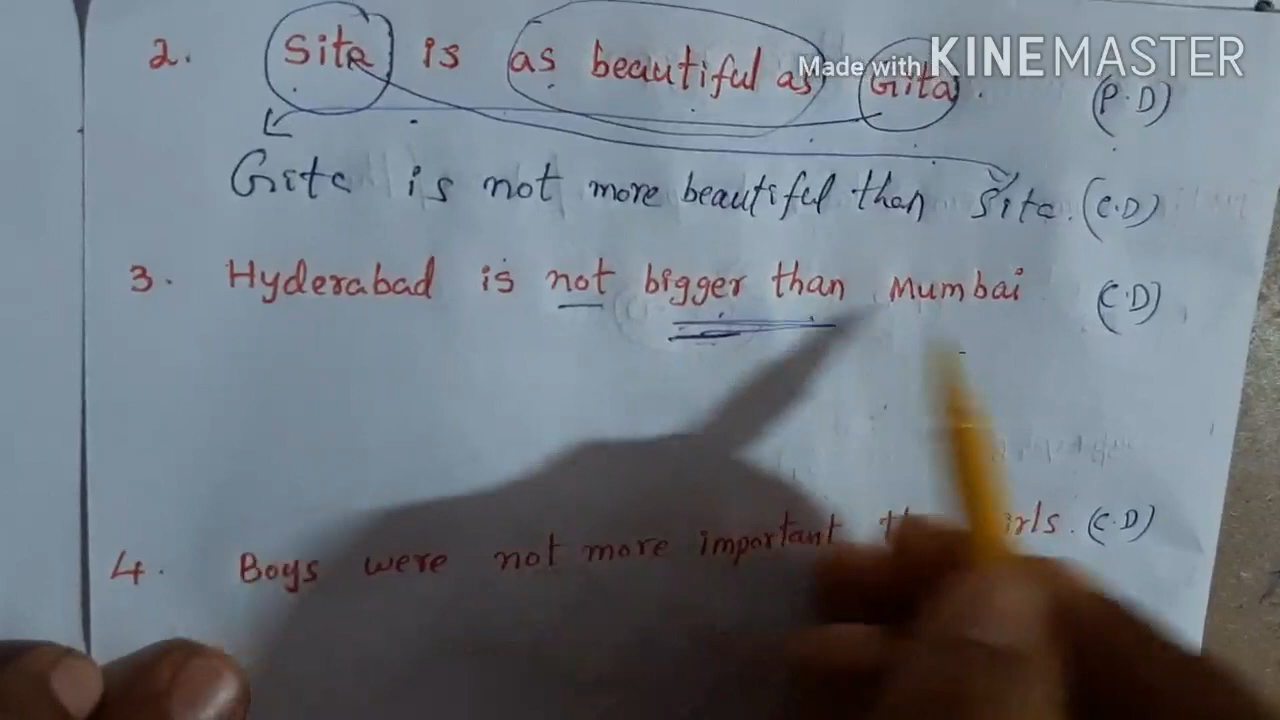 Made with KINEMASTER
2. Sita is as beautiful as Gita. (P.D)
Gita is not more beautiful than Sita. (C.D)
3. Hyderabad is not bigger than Mumbai (C.D)
4. Boys were not more important (C.D)